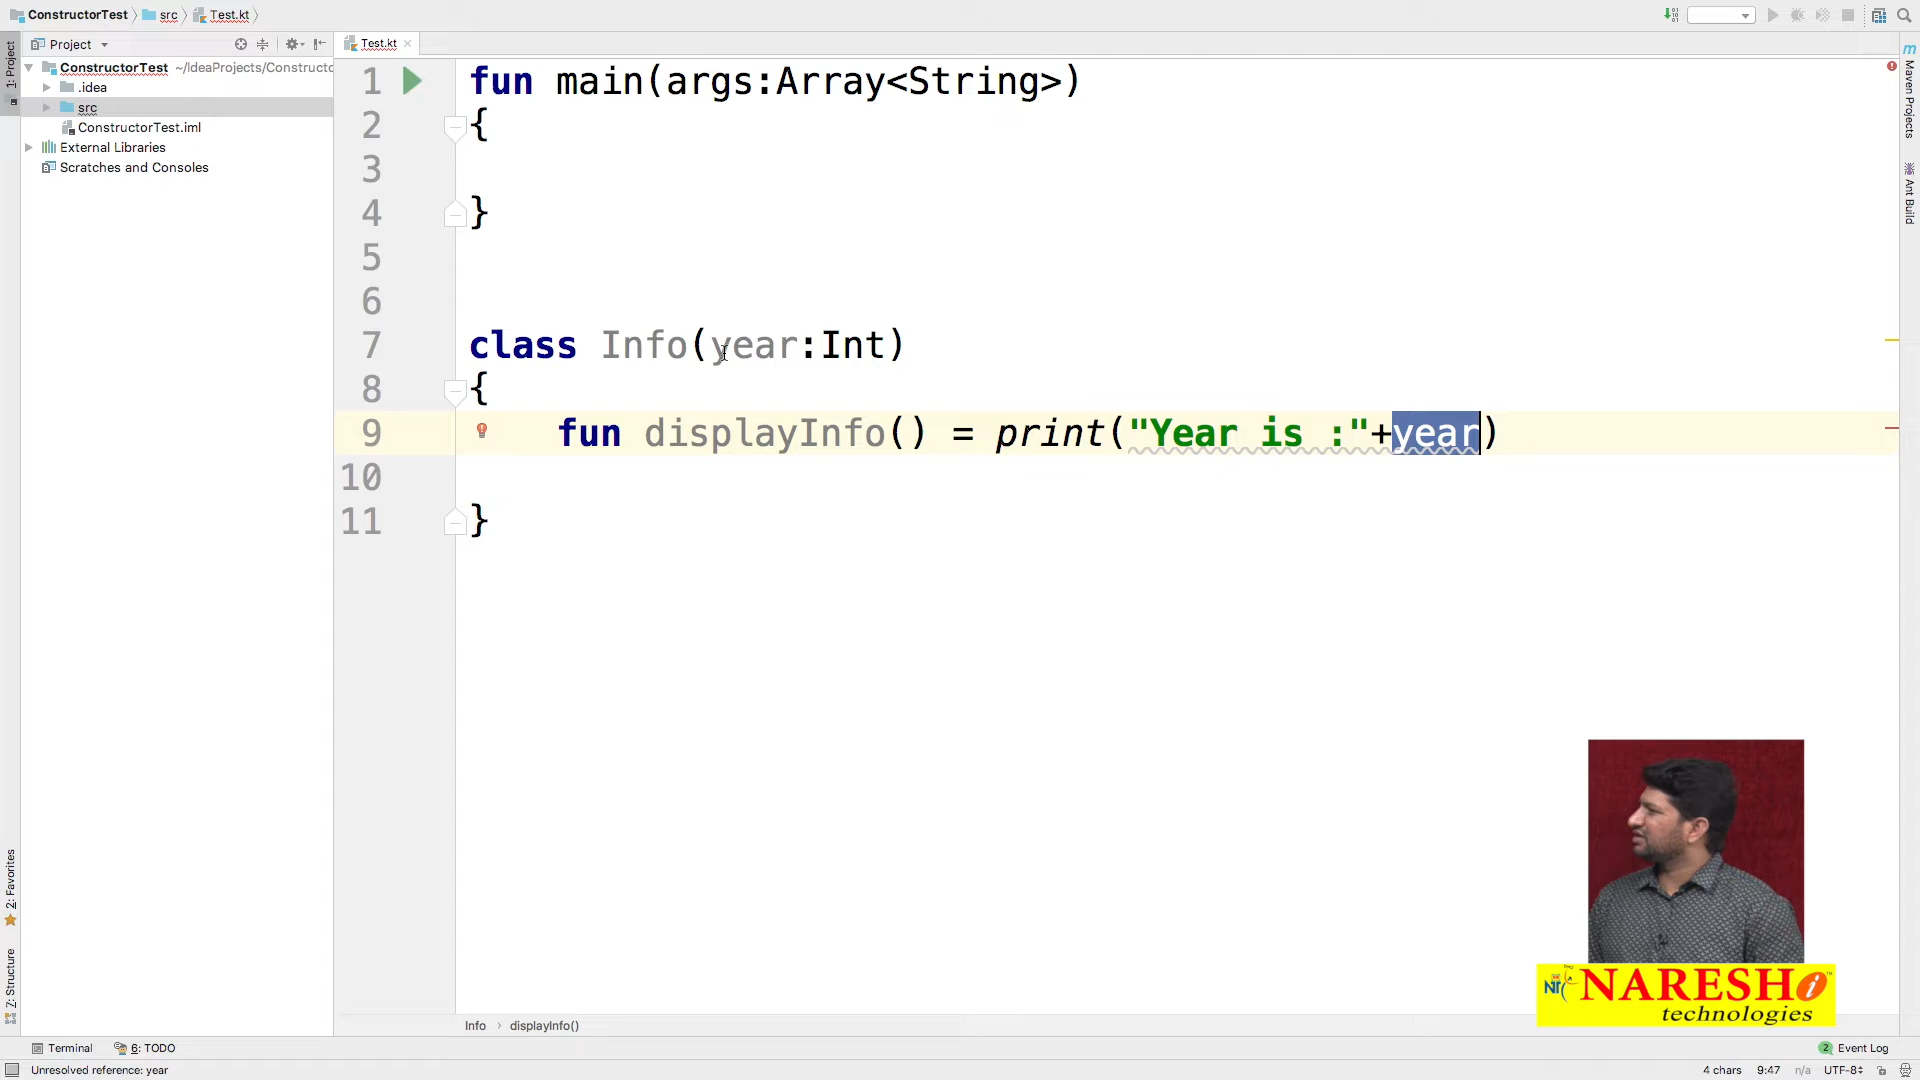 ConstructorTest src Test.kt
Project
Test.kt
ConstructorTest ~/IdeaProjects/Constructo
.idea
src
ConstructorTest.iml
External Libraries
Scratches and Consoles
1: Project
2: Favorites
7: Structure
1 fun main(args:Array<String>)
2 {
3
4 }
5
6
7 class Info(year:Int)
8 {
9 fun displayInfo() = print("Year is :"+year)
10
11 }
m
Maven Projects
Ant Build
NARESH i
technologies
Info › displayInfo()
Terminal 6: TODO
2 Event Log
Unresolved reference: year
4 chars 9:47 n/a UTF-8